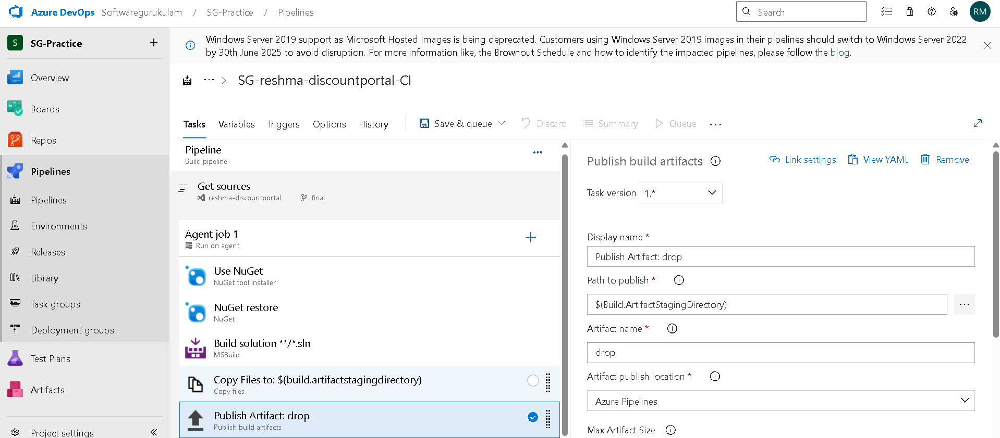 Azure DevOps Softwaregurukulam / SG-Practice / Pipelines
Search
RM
S SG-Practice
Overview
Boards
Repos
Pipelines
Pipelines
Environments
Releases
Library
Task groups
Deployment groups
Test Plans
Artifacts
Project settings
Windows Server 2019 support as Microsoft Hosted Images is being deprecated. Customers using Windows Server 2019 images in their pipelines should switch to Windows Server 2022
by 30th June 2025 to avoid disruption. For more information like, the Brownout Schedule and how to identify the impacted pipelines, please follow the blog.
SG-reshma-discountportal-CI
Tasks Variables Triggers Options History Save & queue Discard Summary Queue
Pipeline
Build pipeline
Get sources
reshma-discountportal final
Agent job 1
Run on agent
Use NuGet
NuGet tool installer
NuGet restore
NuGet
Build solution **/*.sln
MSBuild
Copy Files to: $(build.artifactstagingdirectory)
Copy files
Publish Artifact: drop
Publish build artifacts
Publish build artifacts
Link settings View YAML Remove
Task version 1.*
Display name *
Publish Artifact: drop
Path to publish *
$(Build.ArtifactStagingDirectory)
Artifact name *
drop
Artifact publish location *
Azure Pipelines
Max Artifact Size